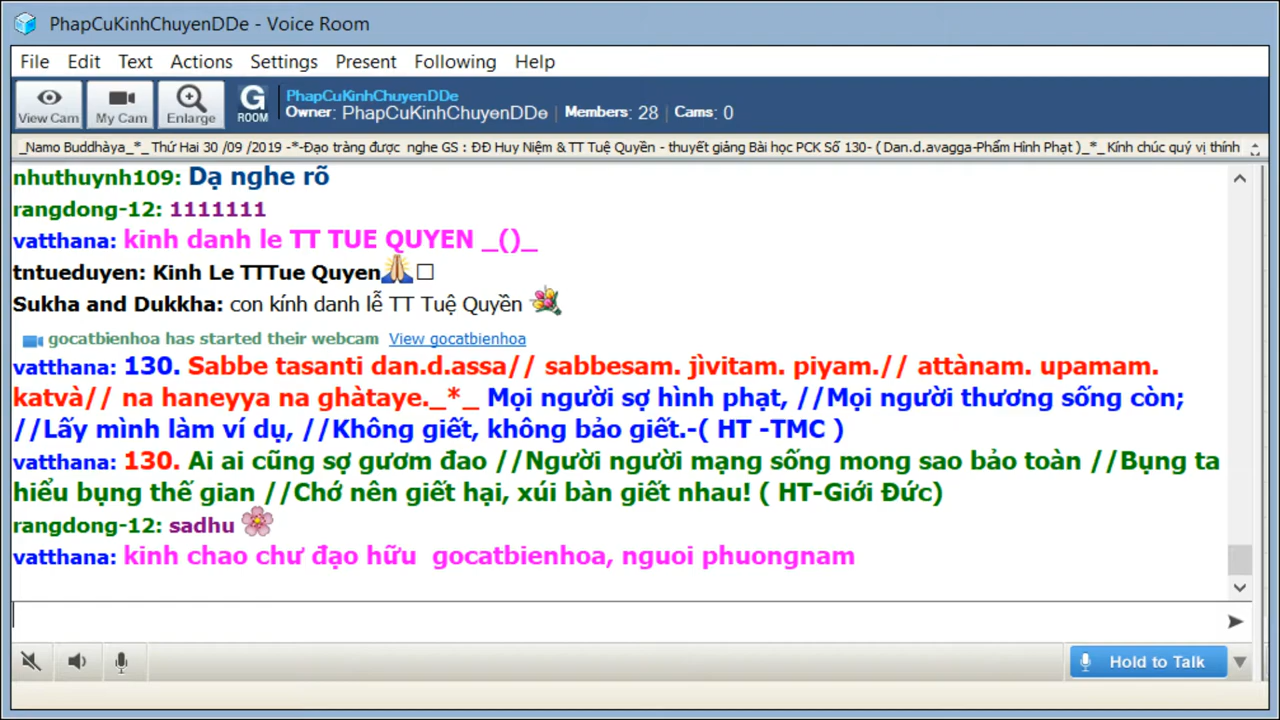 PhapCuKinhChuyenDDe - Voice Room
File Edit Text Actions Settings Present Following Help
View Cam My Cam Enlarge G ROOM PhapCuKinhChuyenDDe
Owner: PhapCuKinhChuyenDDe | Members: 28 | Cams: 0
_Namo Buddhàya_*_ Thứ Hai 30 /09 /2019 -*-Đạo tràng được nghe GS : ĐĐ Huy Niệm & TT Tuệ Quyền - thuyết giảng Bài học PCK Số 130- ( Dan.d.avagga-Phẩm Hình Phạt )_*_ Kính chúc quý vị thính
nhuthuynh109: Dạ nghe rõ
rangdong-12: 1111111
vatthana: kinh danh le TT TUE QUYEN _()_
tntueduyen: Kinh Le TTTue Quyen🙏□
Sukha and Dukkha: con kính danh lễ TT Tuệ Quyền 💐
gocatbienhoa has started their webcam View gocatbienhoa
vatthana: 130. Sabbe tasanti dan.d.assa// sabbesam. jìvitam. piyam.// attànam. upamam.
katvà// na haneyya na ghàtaye._*_ Mọi người sợ hình phạt, //Mọi người thương sống còn;
//Lấy mình làm ví dụ, //Không giết, không bảo giết.-( HT -TMC )
vatthana: 130. Ai ai cũng sợ gươm đao //Người người mạng sống mong sao bảo toàn //Bụng ta
hiểu bụng thế gian //Chớ nên giết hại, xúi bàn giết nhau! ( HT-Giới Đức)
rangdong-12: sadhu 🌸
vatthana: kinh chao chư đạo hữu  gocatbienhoa, nguoi phuongnam
Hold to Talk